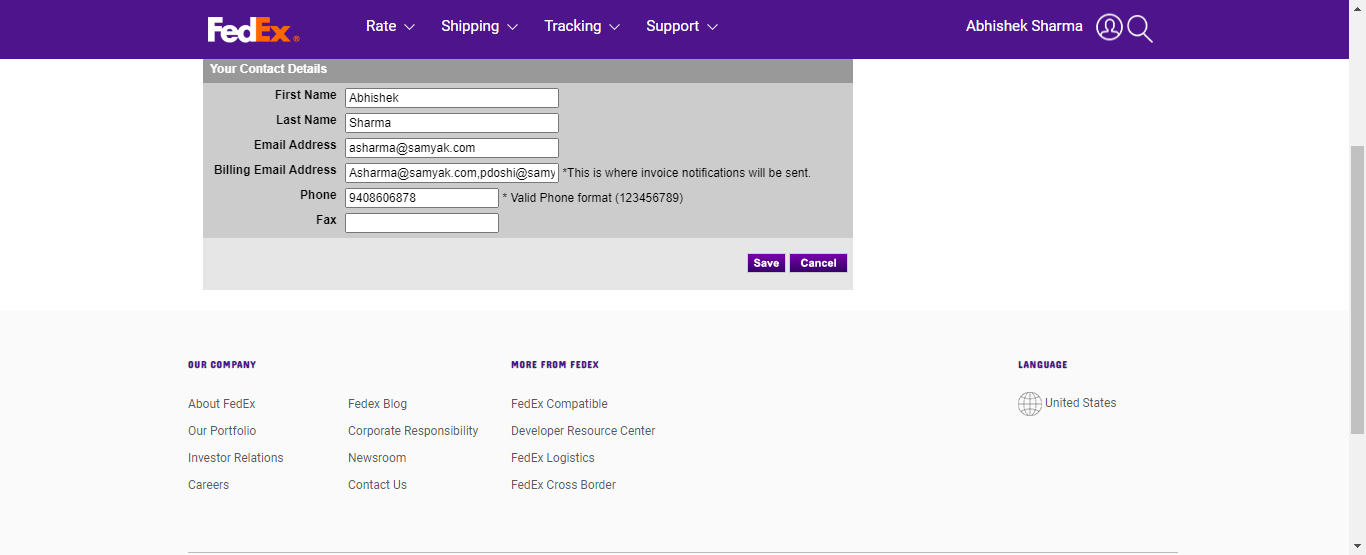 FedEx® Rate Shipping Tracking Support Abhishek Sharma
Your Contact Details
First Name Abhishek
Last Name Sharma
Email Address asharma@samyak.com
Billing Email Address Asharma@samyak.com,pdoshi@samy *This is where invoice notifications will be sent.
Phone 9408606878 * Valid Phone format (123456789)
Fax
Save Cancel
OUR COMPANY MORE FROM FEDEX LANGUAGE
About FedEx Fedex Blog FedEx Compatible United States
Our Portfolio Corporate Responsibility Developer Resource Center
Investor Relations Newsroom FedEx Logistics
Careers Contact Us FedEx Cross Border